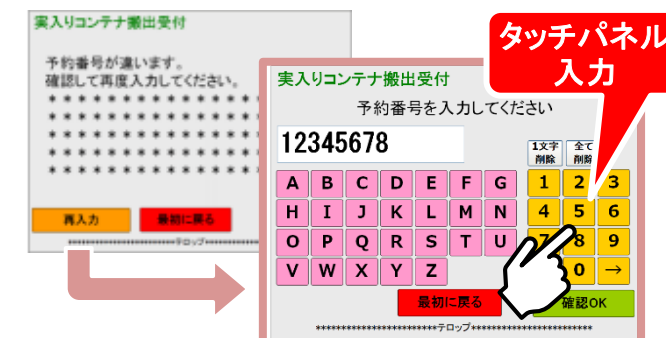 実入りコンテナ搬出受付
予約番号が違います。
確認して再度入力してください。
* * * * * * * * * * * * * *
* * * * * * * * * * * * * *
* * * * * * * * * * * * * *
* * * * * * * * * * * * * *
* * * * * * * * * * * * * *
再入力
最初に戻る
*************************テロップ************
タッチパネル
入力
実入りコンテナ搬出受付
予約番号を入力してくださ
12345678
1文字
削除
全て
削除
A B C D E F G 1 2 3
H I J K L M N 4 5 6
O P Q R S T U 7 8 9
V W X Y Z 0 →
最初に戻る
確認OK
*************************テロップ*************************